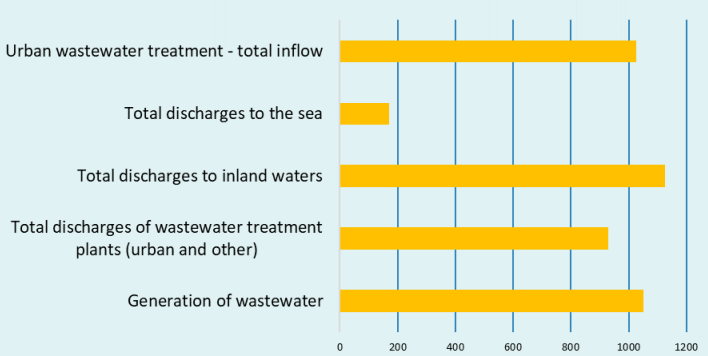 Urban wastewater treatment - total inflow
Total discharges to the sea
Total discharges to inland waters
Total discharges of wastewater treatment
plants (urban and other)
Generation of wastewater
0 200 400 600 800 1000 1200